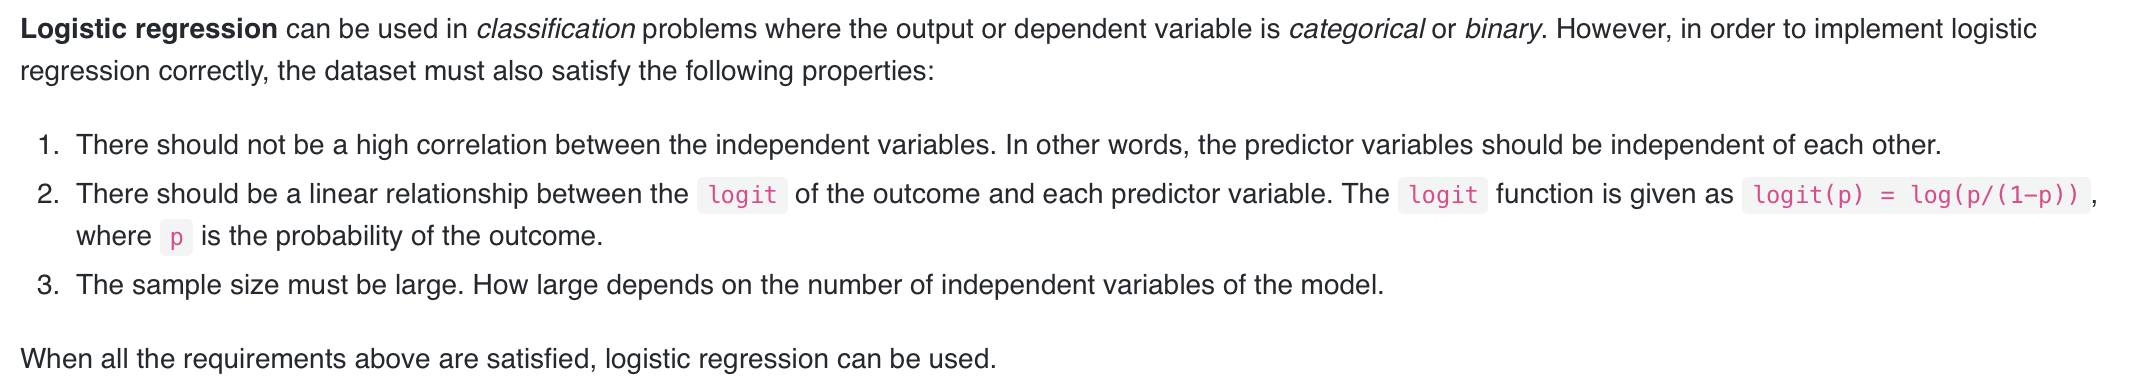 Logistic regression can be used in classification problems where the output or dependent variable is categorical or binary. However, in order to implement logistic
regression correctly, the dataset must also satisfy the following properties:
1. There should not be a high correlation between the independent variables. In other words, the predictor variables should be independent of each other.
2. There should be a linear relationship between the logit of the outcome and each predictor variable. The logit function is given as logit(p) = log(p/(1-p)),
where p is the probability of the outcome.
3. The sample size must be large. How large depends on the number of independent variables of the model.
When all the requirements above are satisfied, logistic regression can be used.